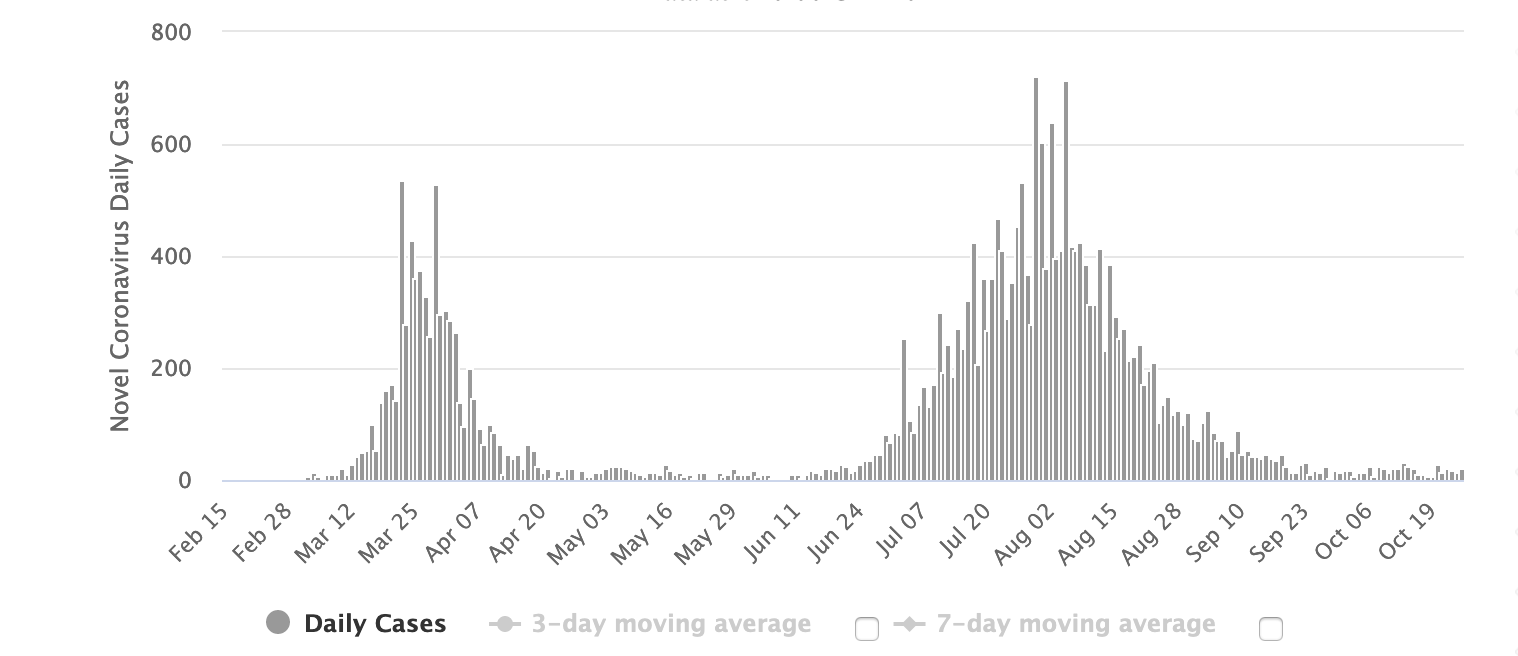 800
600
400
200
0
Novel Coronavirus Daily Cases
Feb 15
Feb 28
Mar 12
Mar 25
Apr 07
Apr 20
May 03
May 16
May 29
Jun 11
Jun 24
Jul 07
Jul 20
Aug 02
Aug 15
Aug 28
Sep 10
Sep 23
Oct 06
Oct 19
Daily Cases 3-day moving average 7-day moving average